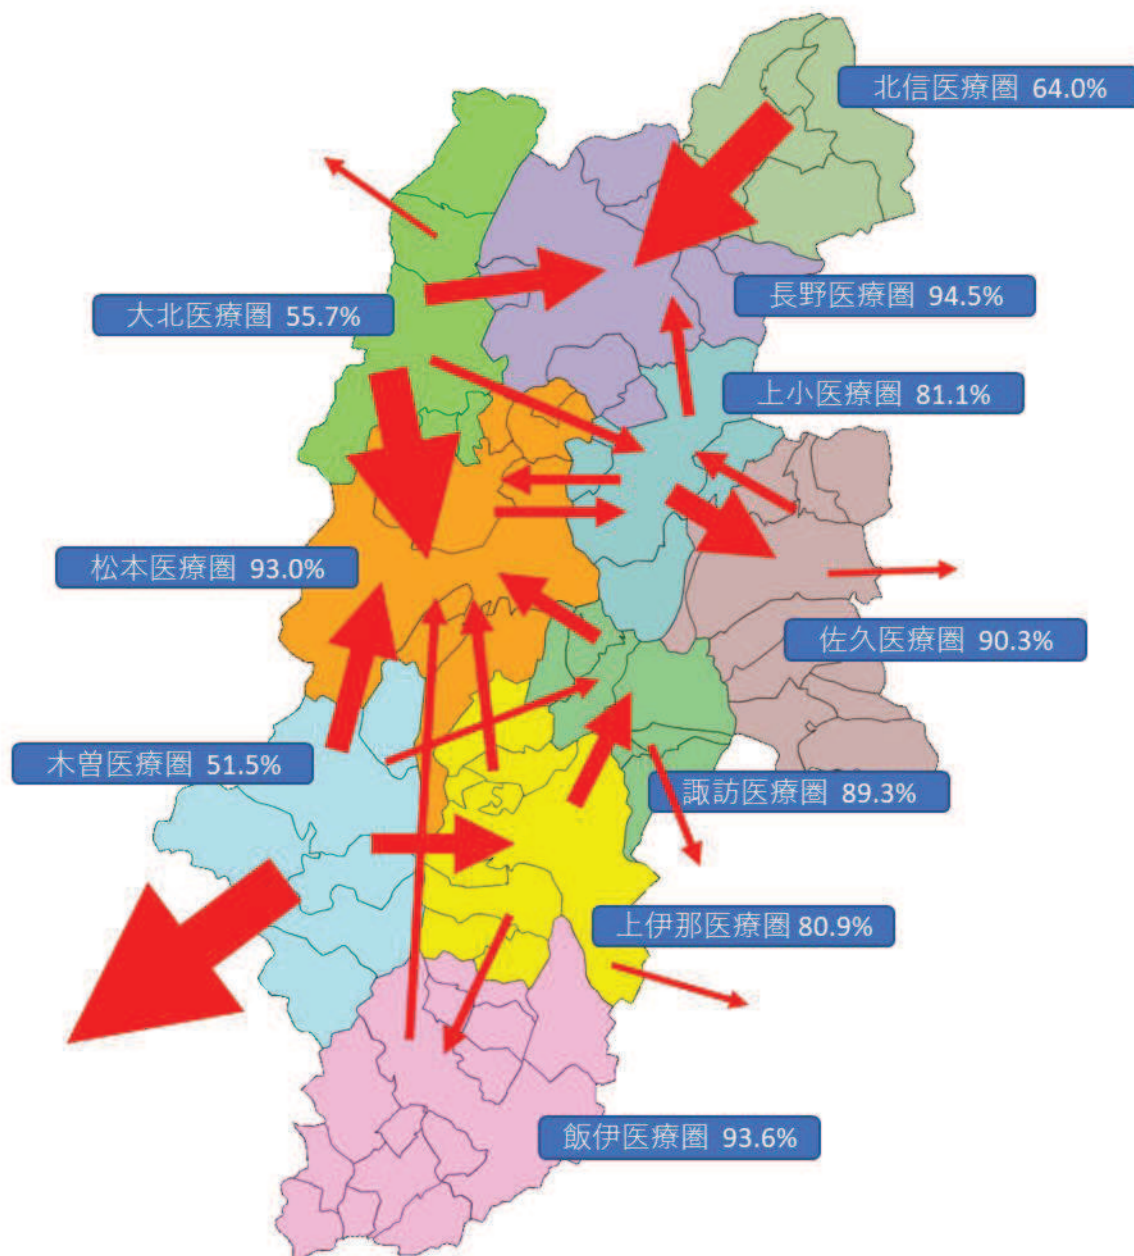 北信医療圏 64.0%
長野医療圏 94.5%
大北医療圏 55.7%
上小医療圏 81.1%
松本医療圏 93.0%
佐久医療圏 90.3%
木曽医療圏 51.5%
諏訪医療圏 89.3%
上伊那医療圏 80.9%
飯伊医療圏 93.6%